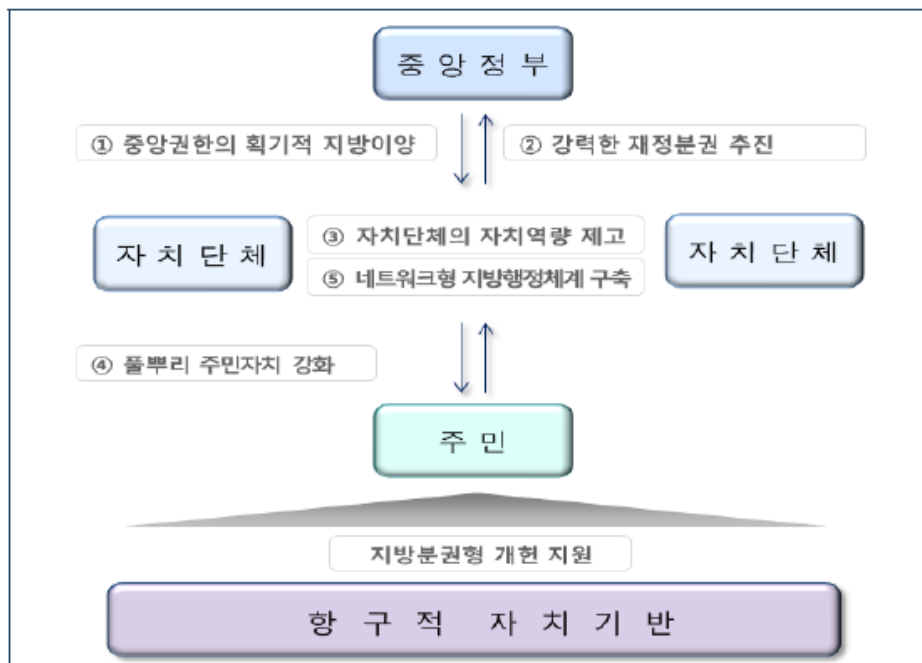 중앙정부
① 중앙권한의 획기적 지방이양
② 강력한 재정분권 추진
자치단체
③ 자치단체의 자치역량 제고
⑤ 네트워크형 지방행정체계 구축
자치단체
④ 풀뿌리 주민자치 강화
주민
지방분권형 개헌 지원
항구적 자치기반